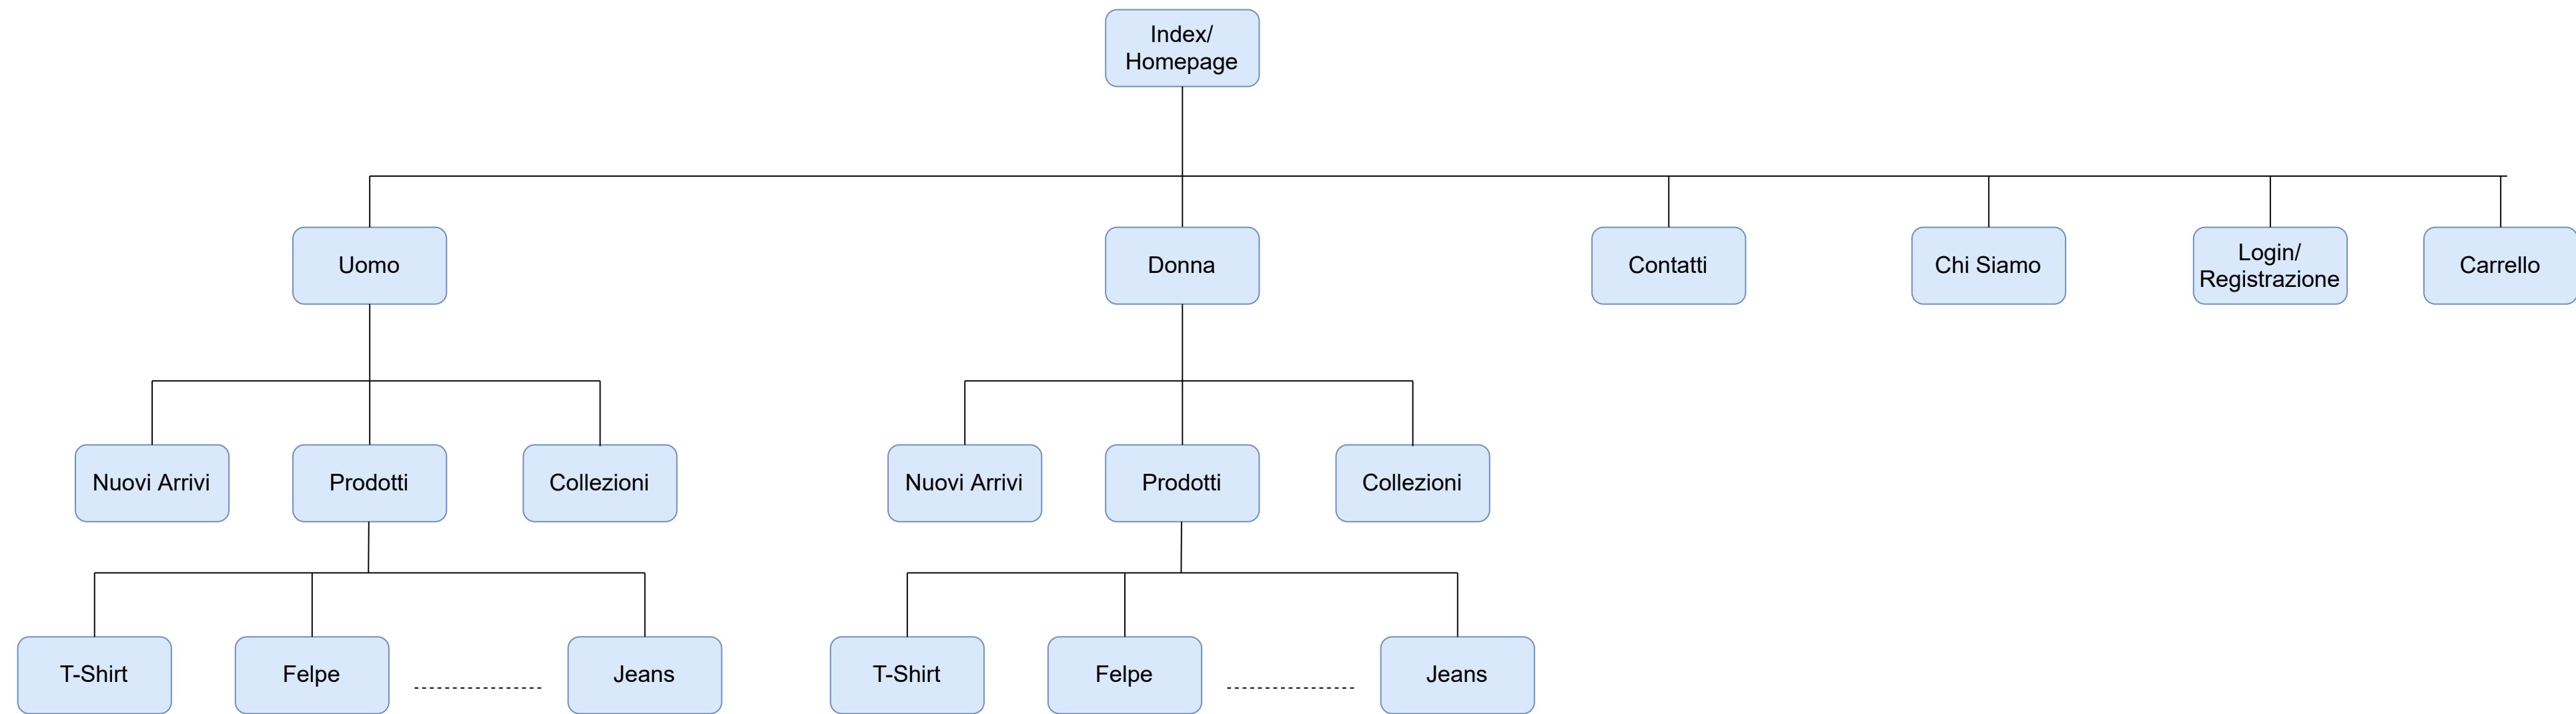 Index/
Homepage
Uomo
Donna
Contatti
Chi Siamo
Login/
Registrazione
Carrello
Nuovi Arrivi
Prodotti
Collezioni
Nuovi Arrivi
Prodotti
Collezioni
T-Shirt
Felpe
Jeans
T-Shirt
Felpe
Jeans